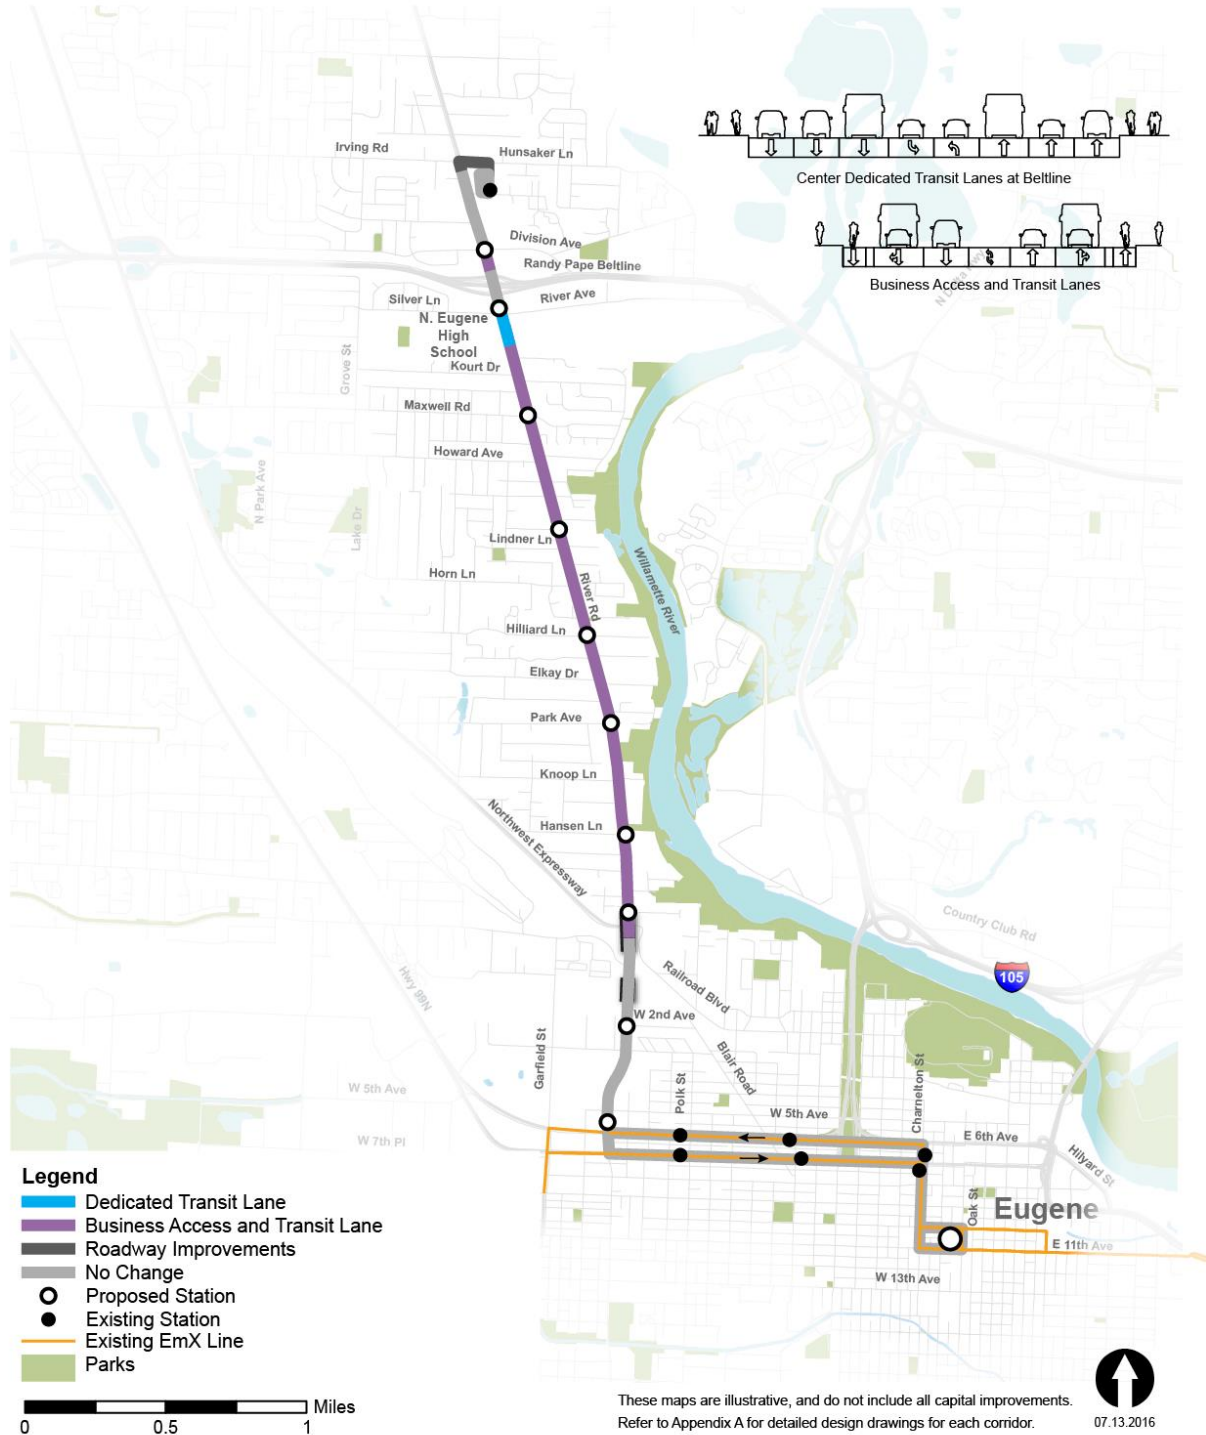 Irving Rd
Hunsaker Ln
Center Dedicated Transit Lanes at Beltline
Division Ave
Randy Pape Beltline
Business Access and Transit Lanes
Silver Ln
River Ave
N. Eugene
High
School
Kourt Dr
Grove St
Maxwell Rd
Howard Ave
N Park Ave
Lake Dr
Lindner Ln
Horn Ln
River Rd
Willamette River
Hilliard Ln
Elkay Dr
Park Ave
Knoop Ln
Northwest Expressway
Hansen Ln
Country Club Rd
105
Hwy 99N
Railroad Blvd
W 2nd Ave
Garfield St
Blair Road
Polk St
Charnelton St
W 5th Ave
W 5th Ave
W 7th Pl
E 6th Ave
Hilyard St
Oak St
Eugene
E 11th Ave
W 13th Ave
Legend
Dedicated Transit Lane
Business Access and Transit Lane
Roadway Improvements
No Change
Proposed Station
Existing Station
Existing EmX Line
Parks
Miles
0 0.5 1
These maps are illustrative, and do not include all capital improvements.
Refer to Appendix A for detailed design drawings for each corridor.
07.13.2016